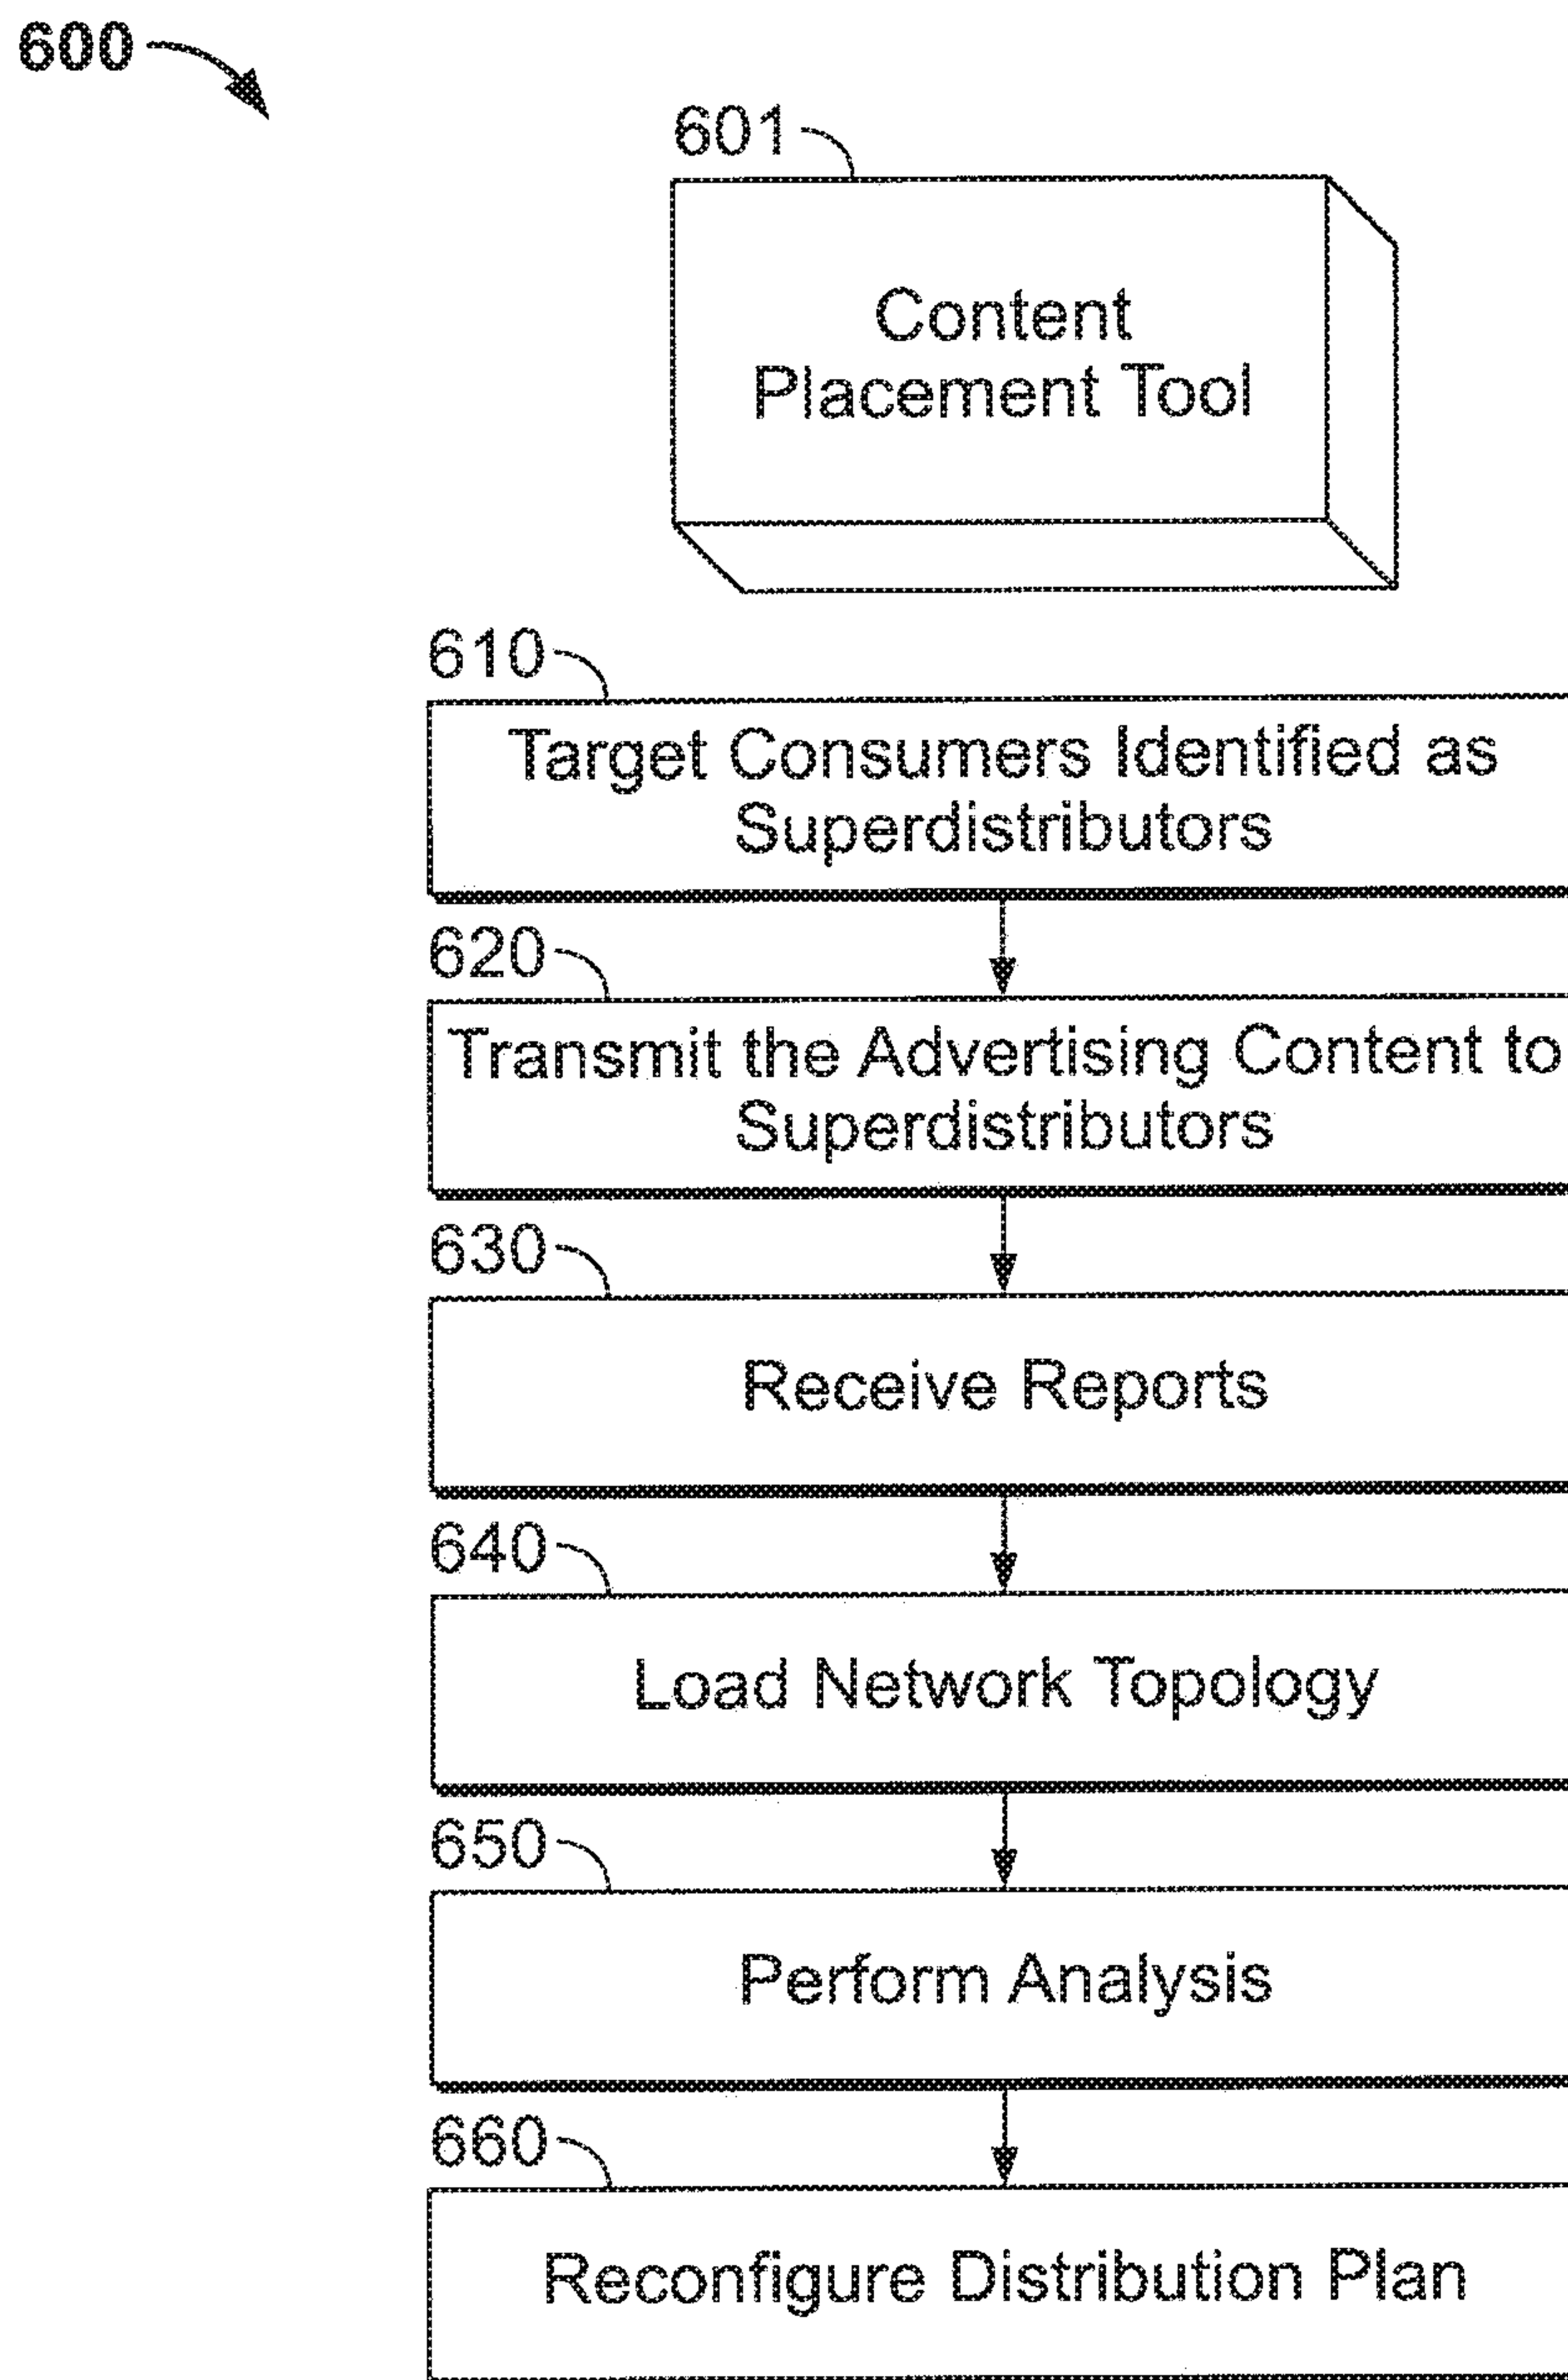 600
601
Content
Placement Tool
610
Target Consumers Identified as
Superdistributors
620
Transmit the Advertising Content to
Superdistributors
630
Receive Reports
640
Load Network Topology
650
Perform Analysis
660
Reconfigure Distribution Plan